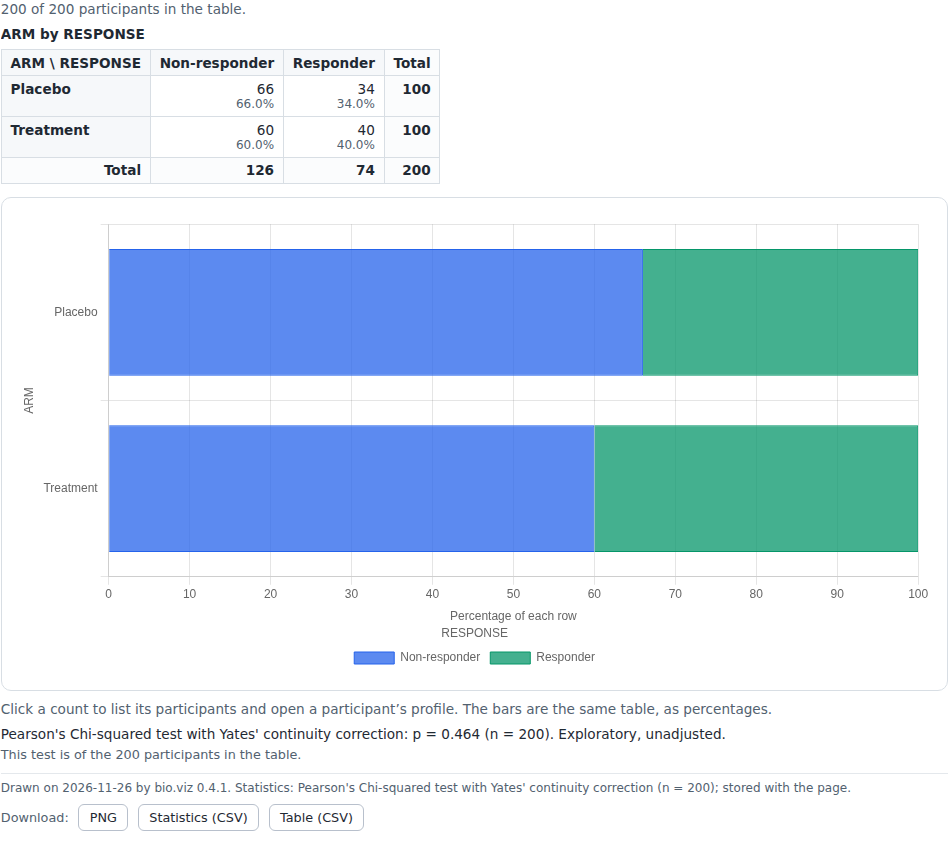 200 of 200 participants in the table.
ARM by RESPONSE
ARM \ RESPONSE Non-responder Responder Total
Placebo 66 34 100
66.0% 34.0%
Treatment 60 40 100
60.0% 40.0%
Total 126 74 200
Placebo
ARM
Treatment
0 10 20 30 40 50 60 70 80 90 100
Percentage of each row
RESPONSE
Non-responder Responder
Click a count to list its participants and open a participant’s profile. The bars are the same table, as percentages.
Pearson's Chi-squared test with Yates' continuity correction: p = 0.464 (n = 200). Exploratory, unadjusted.
This test is of the 200 participants in the table.
Drawn on 2026-11-26 by bio.viz 0.4.1. Statistics: Pearson's Chi-squared test with Yates' continuity correction (n = 200); stored with the page.
Download: PNG Statistics (CSV) Table (CSV)